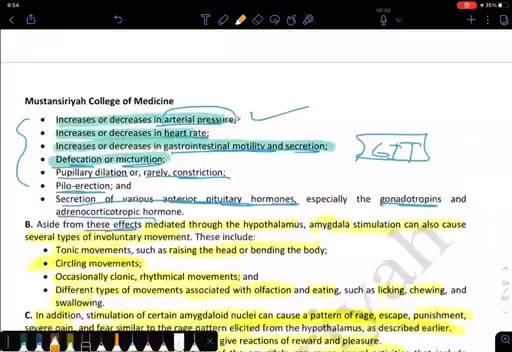 9:54
00:05
35%
Mustansiriyah College of Medicine
• Increases or decreases in arterial pressure;
• Increases or decreases in heart rate;
• Increases or decreases in gastrointestinal motility and secretion;
GIT
• Defecation or micturition;
• Pupillary dilation or, rarely, constriction;
• Pilo-erection; and
• Secretion of various anterior pituitary hormones, especially the gonadotropins and
adrenocorticotropic hormone.
B. Aside from these effects mediated through the hypothalamus, amygdala stimulation can also cause
several types of involuntary movement. These include:
• Tonic movements, such as raising the head or bending the body;
• Circling movements;
• Occasionally clonic, rhythmical movements; and
• Different types of movements associated with olfaction and eating, such as licking, chewing, and
swallowing.
C. In addition, stimulation of certain amygdaloid nuclei can cause a pattern of rage, escape, punishment,
severe pain, and fear similar to the rage pattern elicited from the hypothalamus, as described earlier.
give reactions of reward and pleasure.